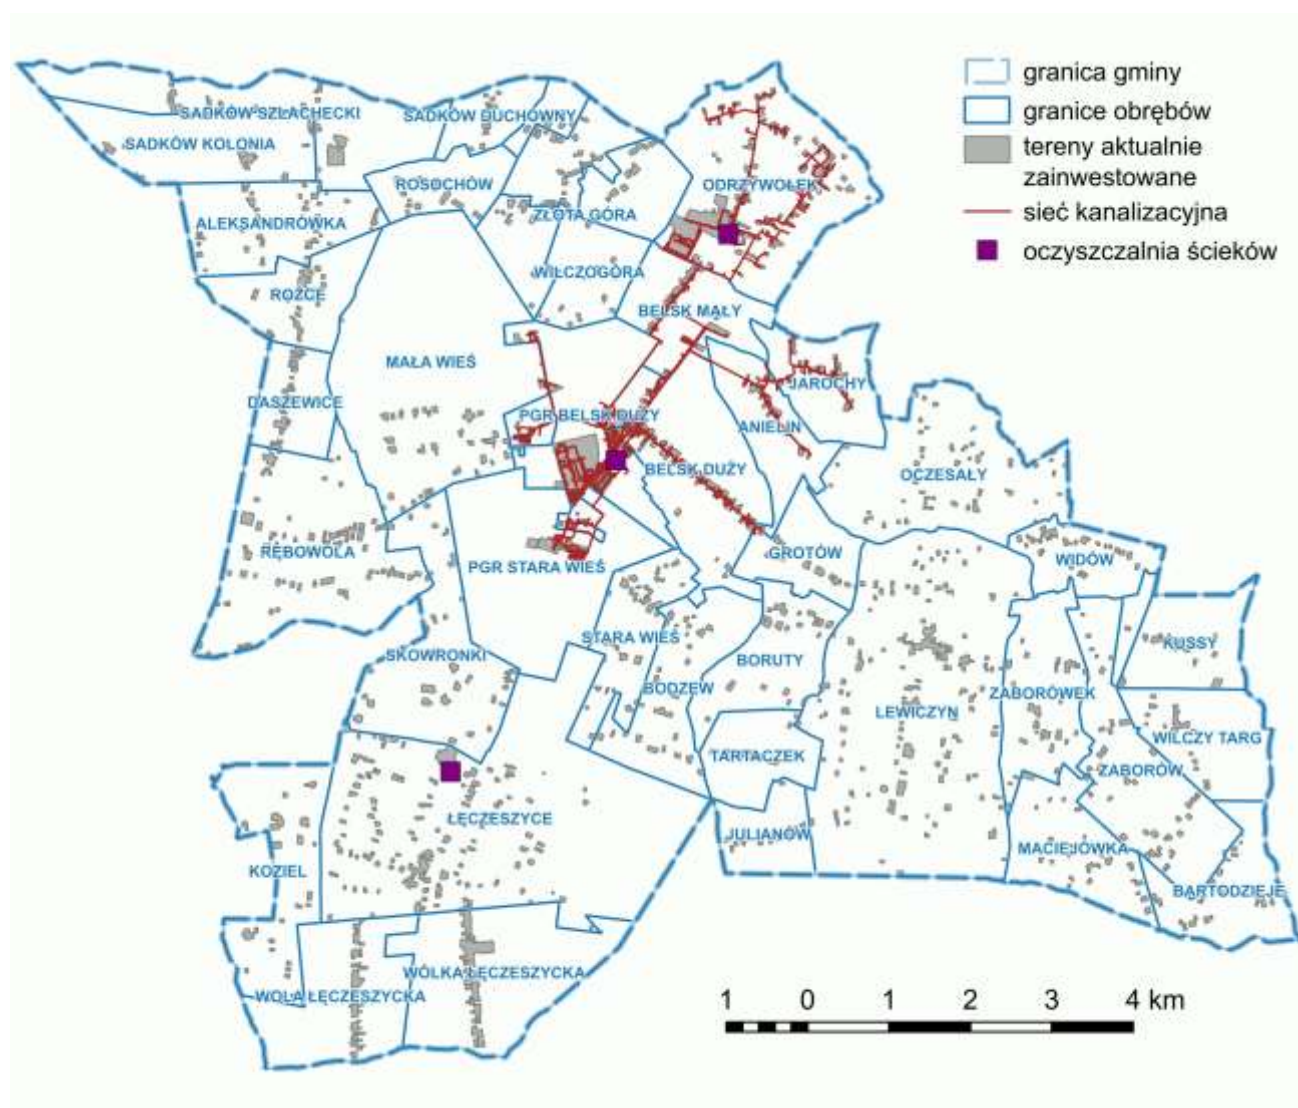 granica gminy
granice obrębów
tereny aktualnie
zainwestowane
sieć kanalizacyjna
oczyszczalnia ścieków
SADKÓW SZLACHECKI
SADKÓW DUCHOWNY
SADKÓW KOLONIA
ROSOCHÓW
ODRZYWOŁEK
ALEKSANDRÓWKA
ZŁOTA GÓRA
WILCZOGÓRA
ROŻCE
BELSK MAŁY
MAŁA WIEŚ
JAROCHY
DASZEWICE
PGR BELSK DUŻY
ANIELIN
BELSK DUŻY
OCZESAŁY
RĘBOWOLA
GROTÓW
WIDÓW
PGR STARA WIEŚ
STARA WIEŚ
KUSSY
SKOWRONKI
BORUTY
BODZEW
ZABORÓWEK
LEWICZYN
WILCZY TARG
TARTACZEK
ZABORÓW
ŁĘCZESZYCE
JULIANÓW
MACIEJÓWKA
KOZIEL
BARTODZIEJE
WÓLKA ŁĘCZESZYCKA
WOLA ŁĘCZESZYCKA
1 0 1 2 3 4 km